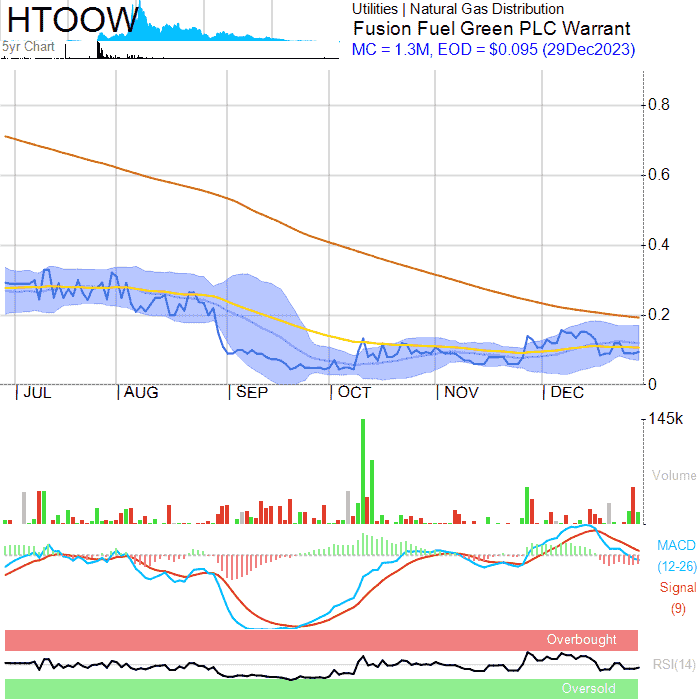 HTOOW
5yr Chart
Utilities | Natural Gas Distribution
Fusion Fuel Green PLC Warrant
MC = 1.3M, EOD = $0.095 (29Dec2023)
0.8
0.6
0.4
0.2
0
|JUL |AUG |SEP |OCT |NOV |DEC
145k
Volume
MACD
(12-26)
Signal
(9)
Overbought
RSI(14)
Oversold